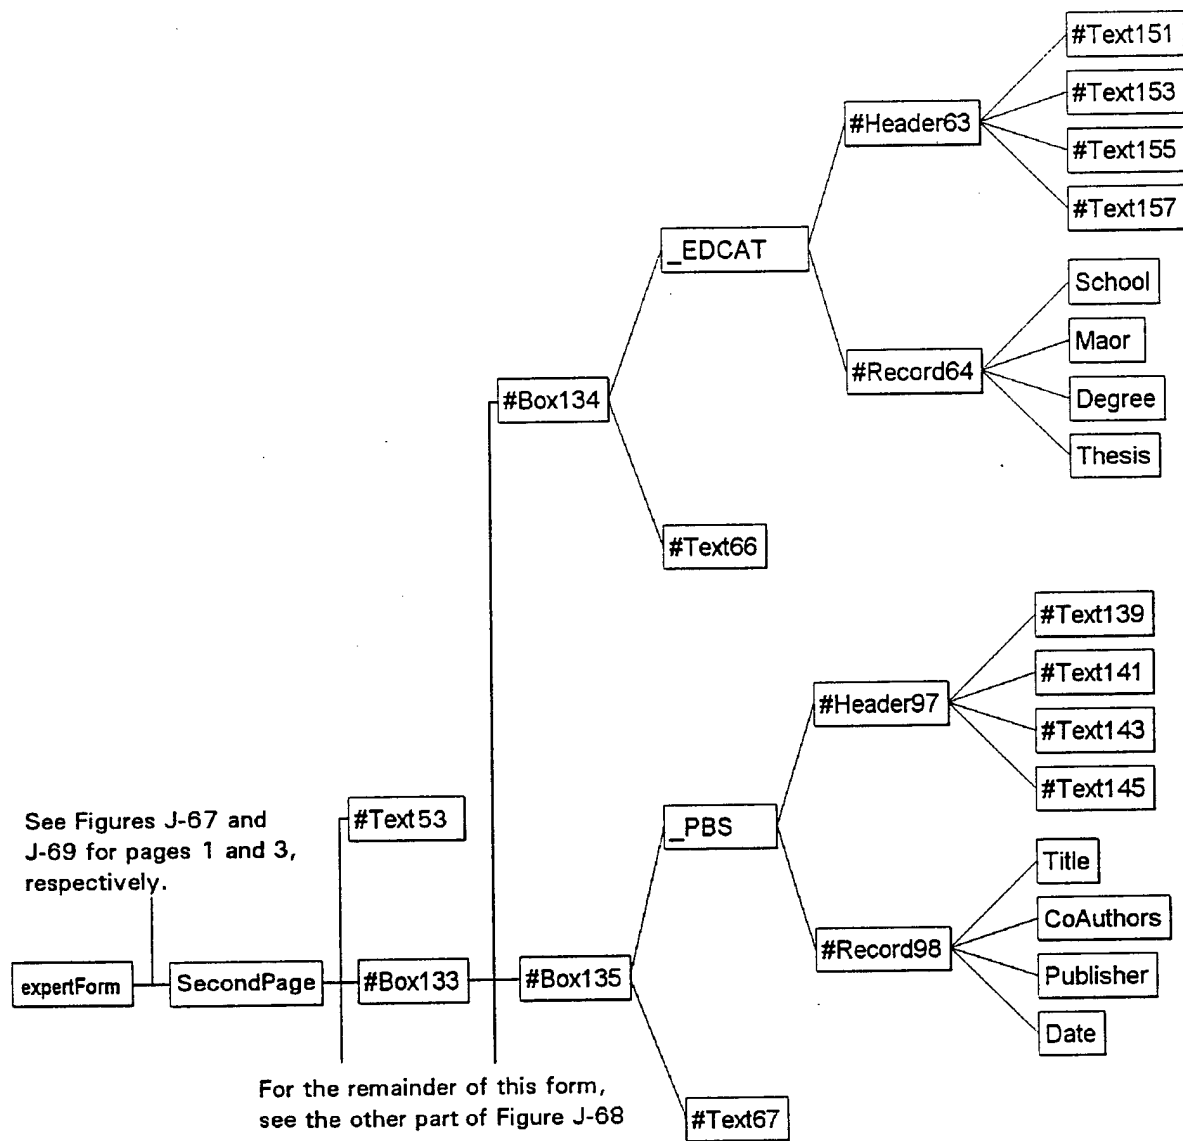 #Text151
#Text153
#Header63
#Text155
#Text157
_EDCAT
School
Maor
#Record64
Degree
#Box134
Thesis
#Text66
#Text139
#Text141
#Header97
#Text143
#Text145
#Text53
_PBS
See Figures J-67 and
J-69 for pages 1 and 3,
respectively.
Title
CoAuthors
#Record98
Publisher
Date
expertForm
SecondPage
#Box133
#Box135
For the remainder of this form,
see the other part of Figure J-68
#Text67